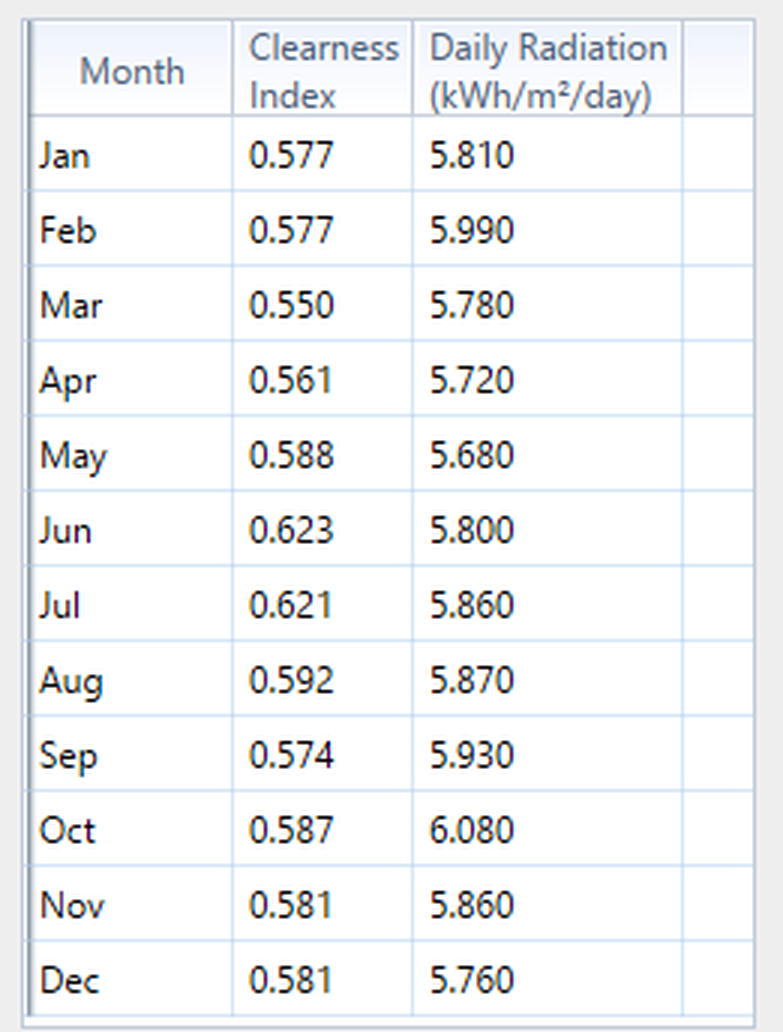 Month Clearness Index Daily Radiation (kWh/m²/day)
Jan 0.577 5.810
Feb 0.577 5.990
Mar 0.550 5.780
Apr 0.561 5.720
May 0.588 5.680
Jun 0.623 5.800
Jul 0.621 5.860
Aug 0.592 5.870
Sep 0.574 5.930
Oct 0.587 6.080
Nov 0.581 5.860
Dec 0.581 5.760